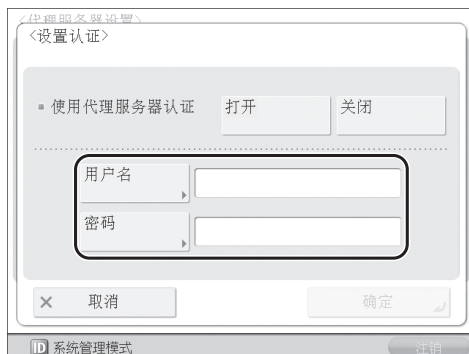 <代理服务器设置>
<设置认证>
使用代理服务器认证 打开 关闭
用户名
密码
取消 确定
系统管理模式 注销